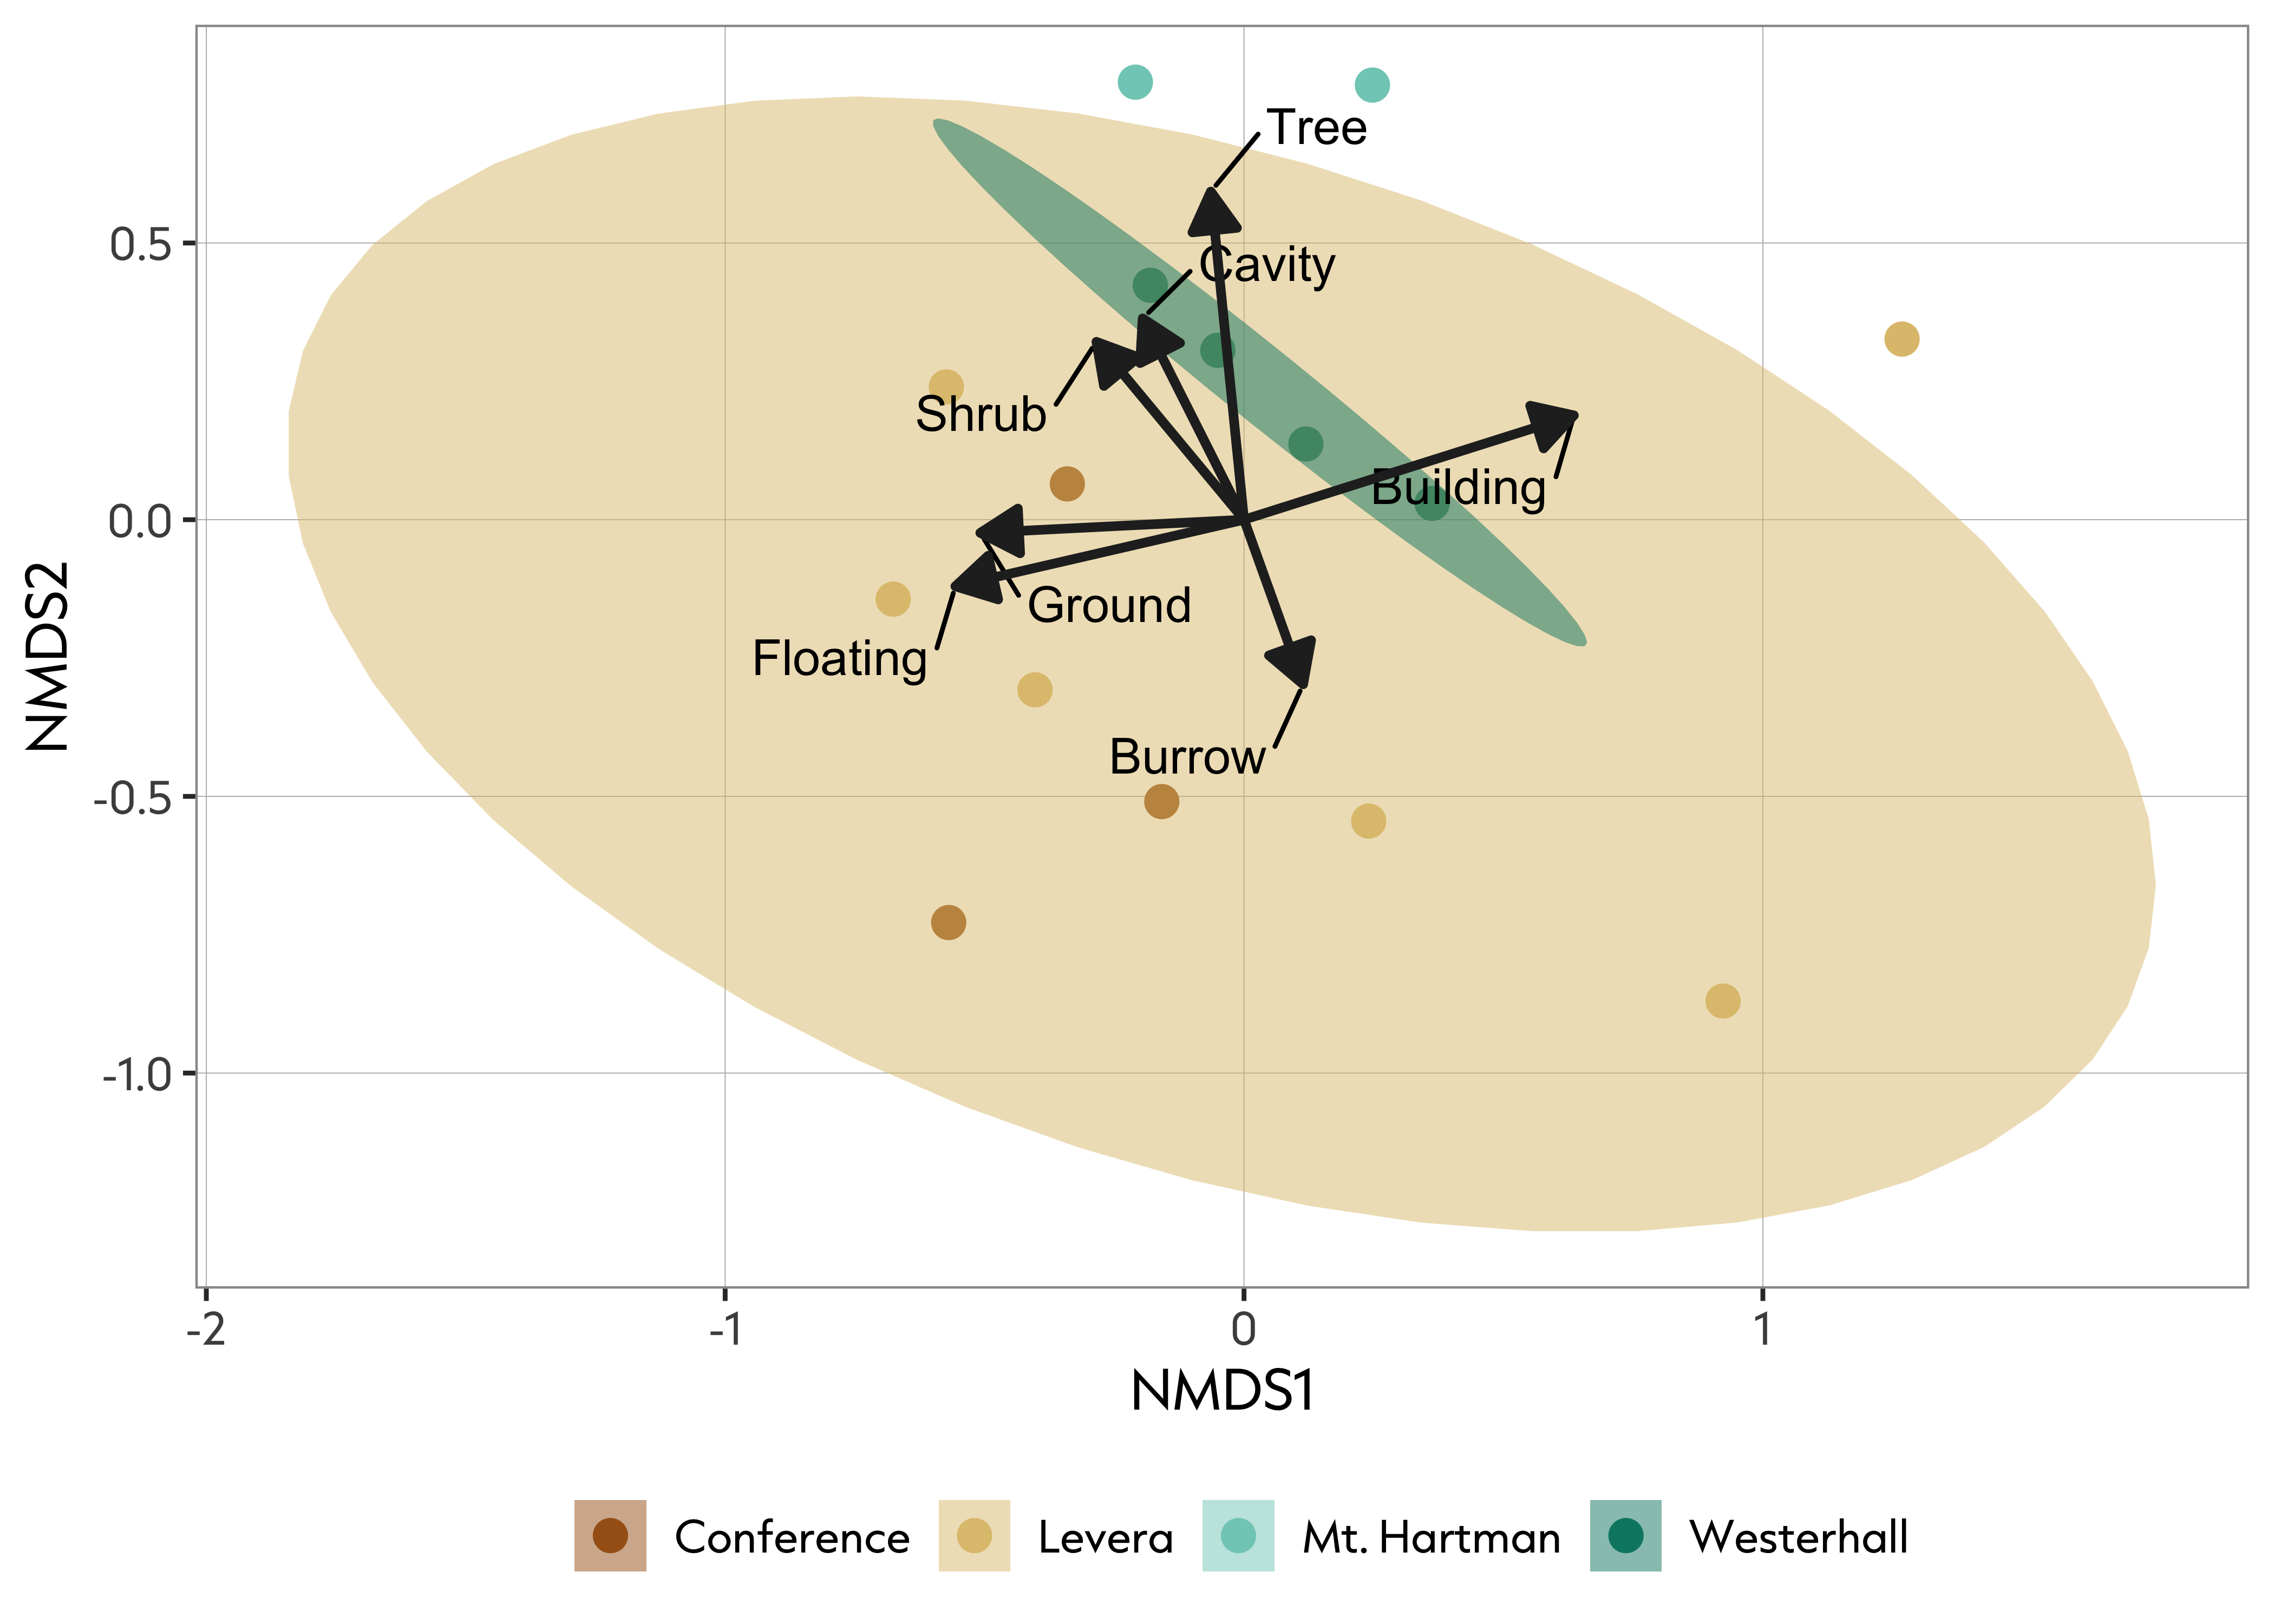 Tree
0.5
Cavity
Shrub
Building
0.0
Ground
Floating
Burrow
-0.5
-1.0
NMDS2
-2 -1 0 1
NMDS1
Conference Levera Mt. Hartman Westerhall